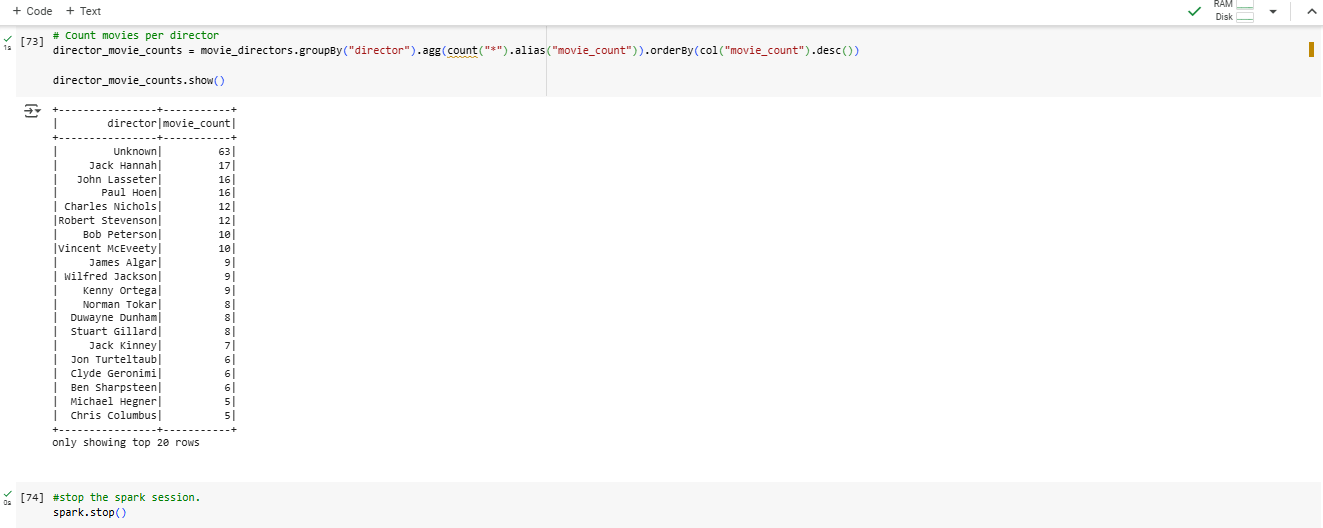 + Code + Text
RAM
Disk
1s
[73] # Count movies per director
director_movie_counts = movie_directors.groupBy("director").agg(count("*").alias("movie_count")).orderBy(col("movie_count").desc())
director_movie_counts.show()
+----------------+-----------+
|        director|movie_count|
+----------------+-----------+
|         Unknown|         63|
|     Jack Hannah|         17|
|   John Lasseter|         16|
|       Paul Hoen|         16|
| Charles Nichols|         12|
|Robert Stevenson|         12|
|    Bob Peterson|         10|
|Vincent McEveety|         10|
|     James Algar|          9|
| Wilfred Jackson|          9|
|    Kenny Ortega|          9|
|    Norman Tokar|          8|
|  Duwayne Dunham|          8|
|  Stuart Gillard|          8|
|     Jack Kinney|          7|
|  Jon Turteltaub|          6|
|  Clyde Geronimi|          6|
|  Ben Sharpsteen|          6|
|  Michael Hegner|          5|
|  Chris Columbus|          5|
+----------------+-----------+
only showing top 20 rows
0s
[74] #stop the spark session.
spark.stop()